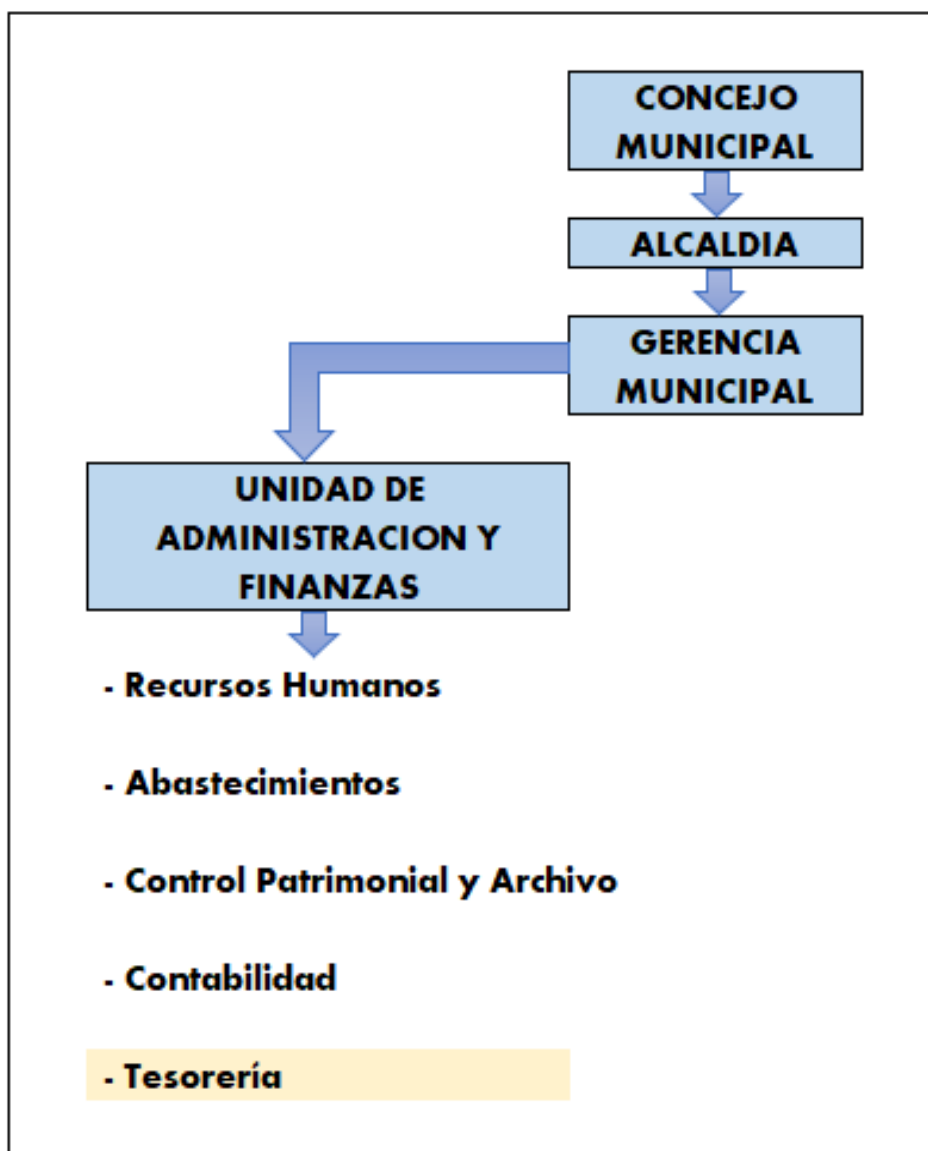 CONCEJO
MUNICIPAL
ALCALDIA
GERENCIA
MUNICIPAL
UNIDAD DE
ADMINISTRACION Y
FINANZAS
- Recursos Humanos
- Abastecimientos
- Control Patrimonial y Archivo
- Contabilidad
- Tesorería